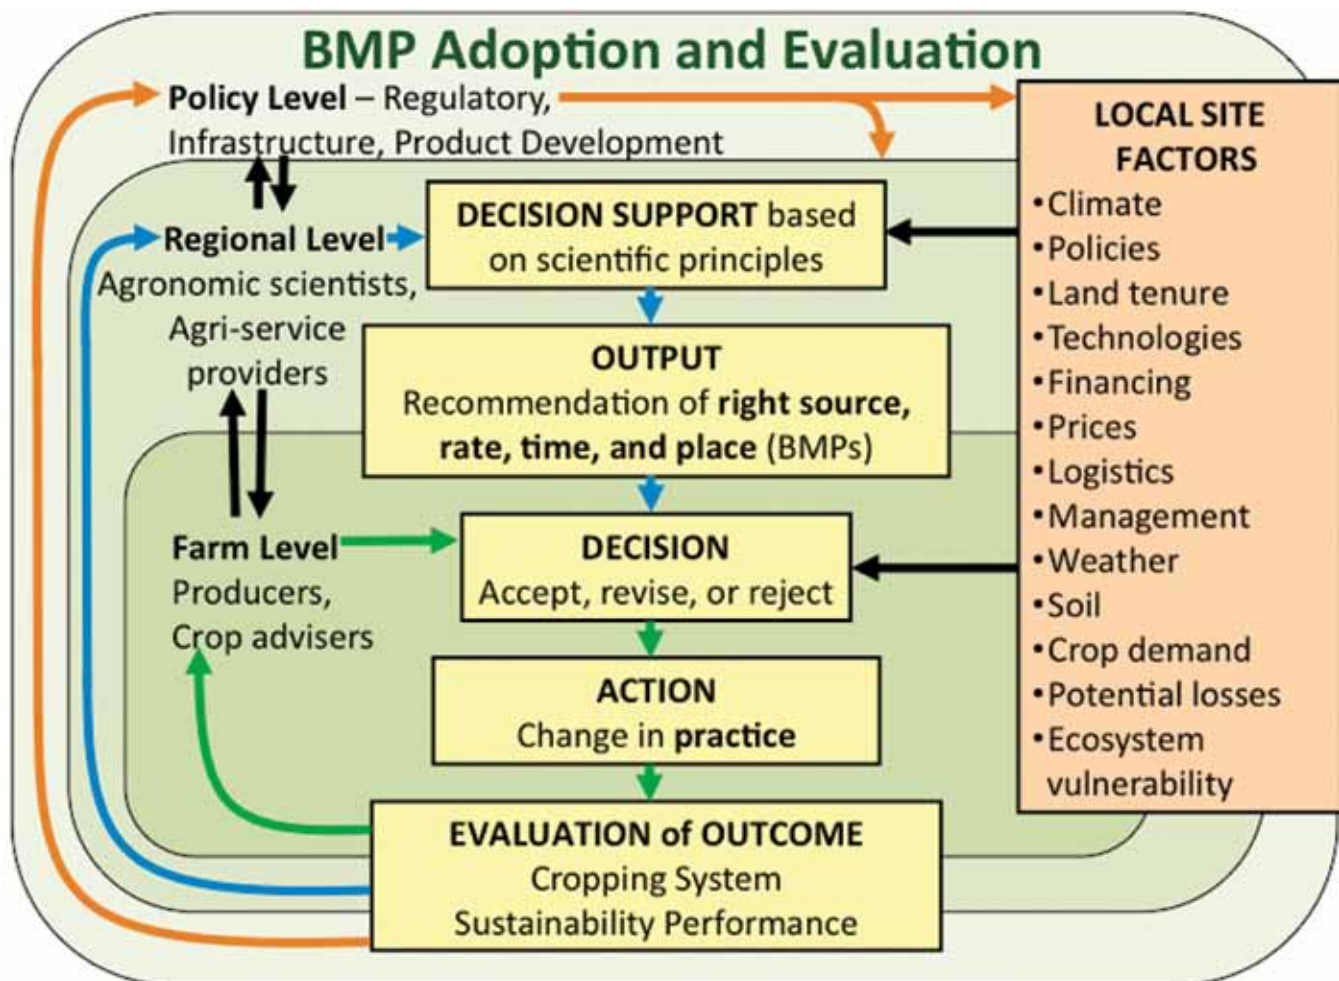 BMP Adoption and Evaluation
Policy Level – Regulatory,
Infrastructure, Product Development
Regional Level
Agronomic scientists,
Agri-service
providers
Farm Level
Producers,
Crop advisers
DECISION SUPPORT based
on scientific principles
OUTPUT
Recommendation of right source,
rate, time, and place (BMPs)
DECISION
Accept, revise, or reject
ACTION
Change in practice
EVALUATION of OUTCOME
Cropping System
Sustainability Performance
LOCAL SITE
FACTORS
•Climate
•Policies
•Land tenure
•Technologies
•Financing
•Prices
•Logistics
•Management
•Weather
•Soil
•Crop demand
•Potential losses
•Ecosystem
vulnerability